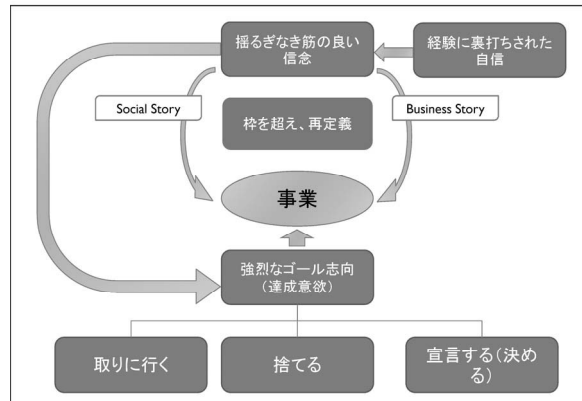 揺るぎなき筋の良い
信念
経験に裏打ちされた
自信
Social Story
Business Story
枠を超え、再定義
事業
強烈なゴール志向
(達成意欲)
取りに行く
捨てる
宣言する(決め
る)